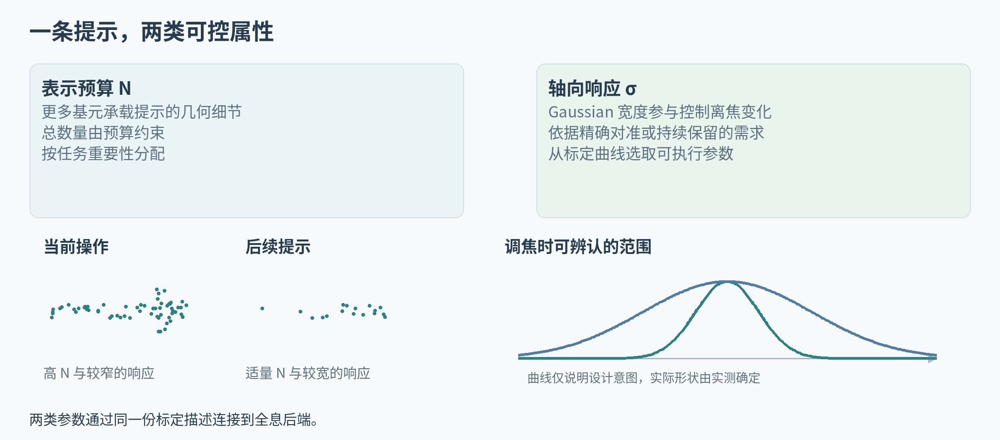 一条提示，两类可控属性
表示预算 N
更多基元承载提示的几何细节
总数量由预算约束
按任务重要性分配
轴向响应 σ
Gaussian 宽度参与控制离焦变化
依据精确对准或持续保留的需求
从标定曲线选取可执行参数
当前操作
后续提示
调焦时可辨认的范围
高 N 与较窄的响应
适量 N 与较宽的响应
曲线仅说明设计意图，实际形状由实测确定
两类参数通过同一份标定描述连接到全息后端。